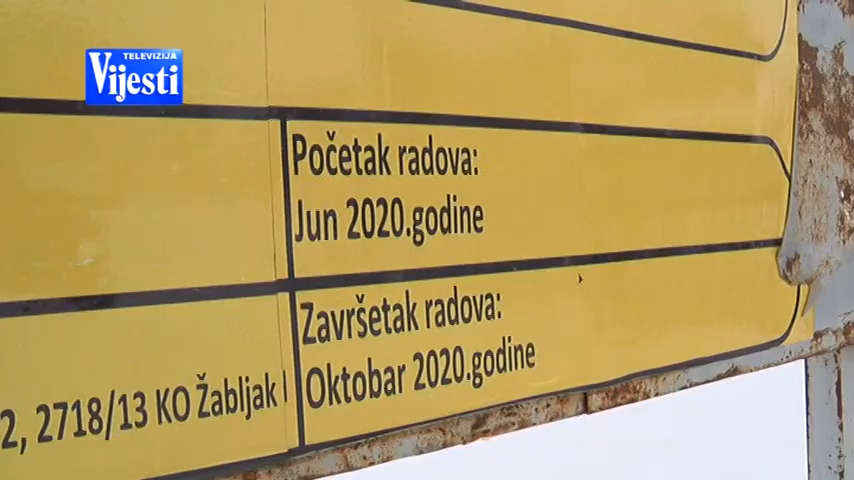 TELEVIZIJA
Vijesti
Početak radova:
Jun 2020.godine
Završetak radova:
Oktobar 2020.godine
2, 2718/13 KO Žabljak